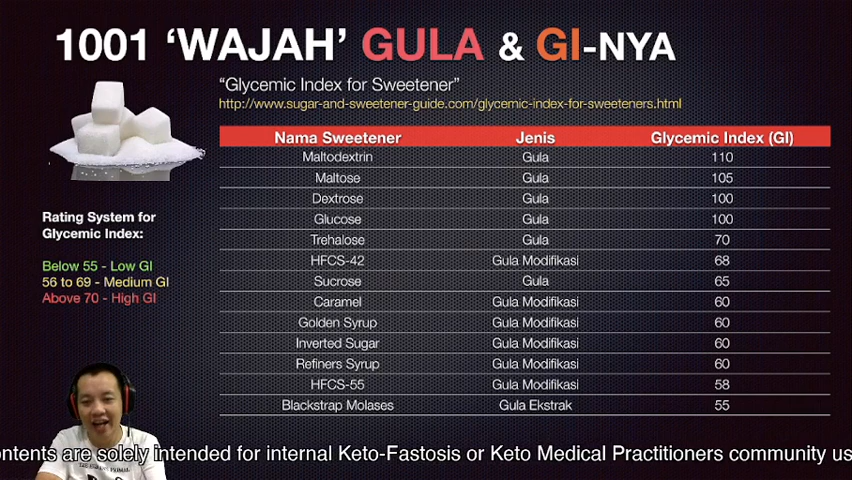 1001 ‘WAJAH’ GULA & GI-NYA
“Glycemic Index for Sweetener”
http://www.sugar-and-sweetener-guide.com/glycemic-index-for-sweeteners.html
Nama Sweetener Jenis Glycemic Index (GI)
Maltodextrin Gula 110
Maltose Gula 105
Dextrose Gula 100
Glucose Gula 100
Trehalose Gula 70
HFCS-42 Gula Modifikasi 68
Sucrose Gula 65
Caramel Gula Modifikasi 60
Golden Syrup Gula Modifikasi 60
Inverted Sugar Gula Modifikasi 60
Refiners Syrup Gula Modifikasi 60
HFCS-55 Gula Modifikasi 58
Blackstrap Molases Gula Ekstrak 55
Rating System for
Glycemic Index:
Below 55 - Low GI
56 to 69 - Medium GI
Above 70 - High GI
ontents are solely intended for internal Keto-Fastosis or Keto Medical Practitioners community us